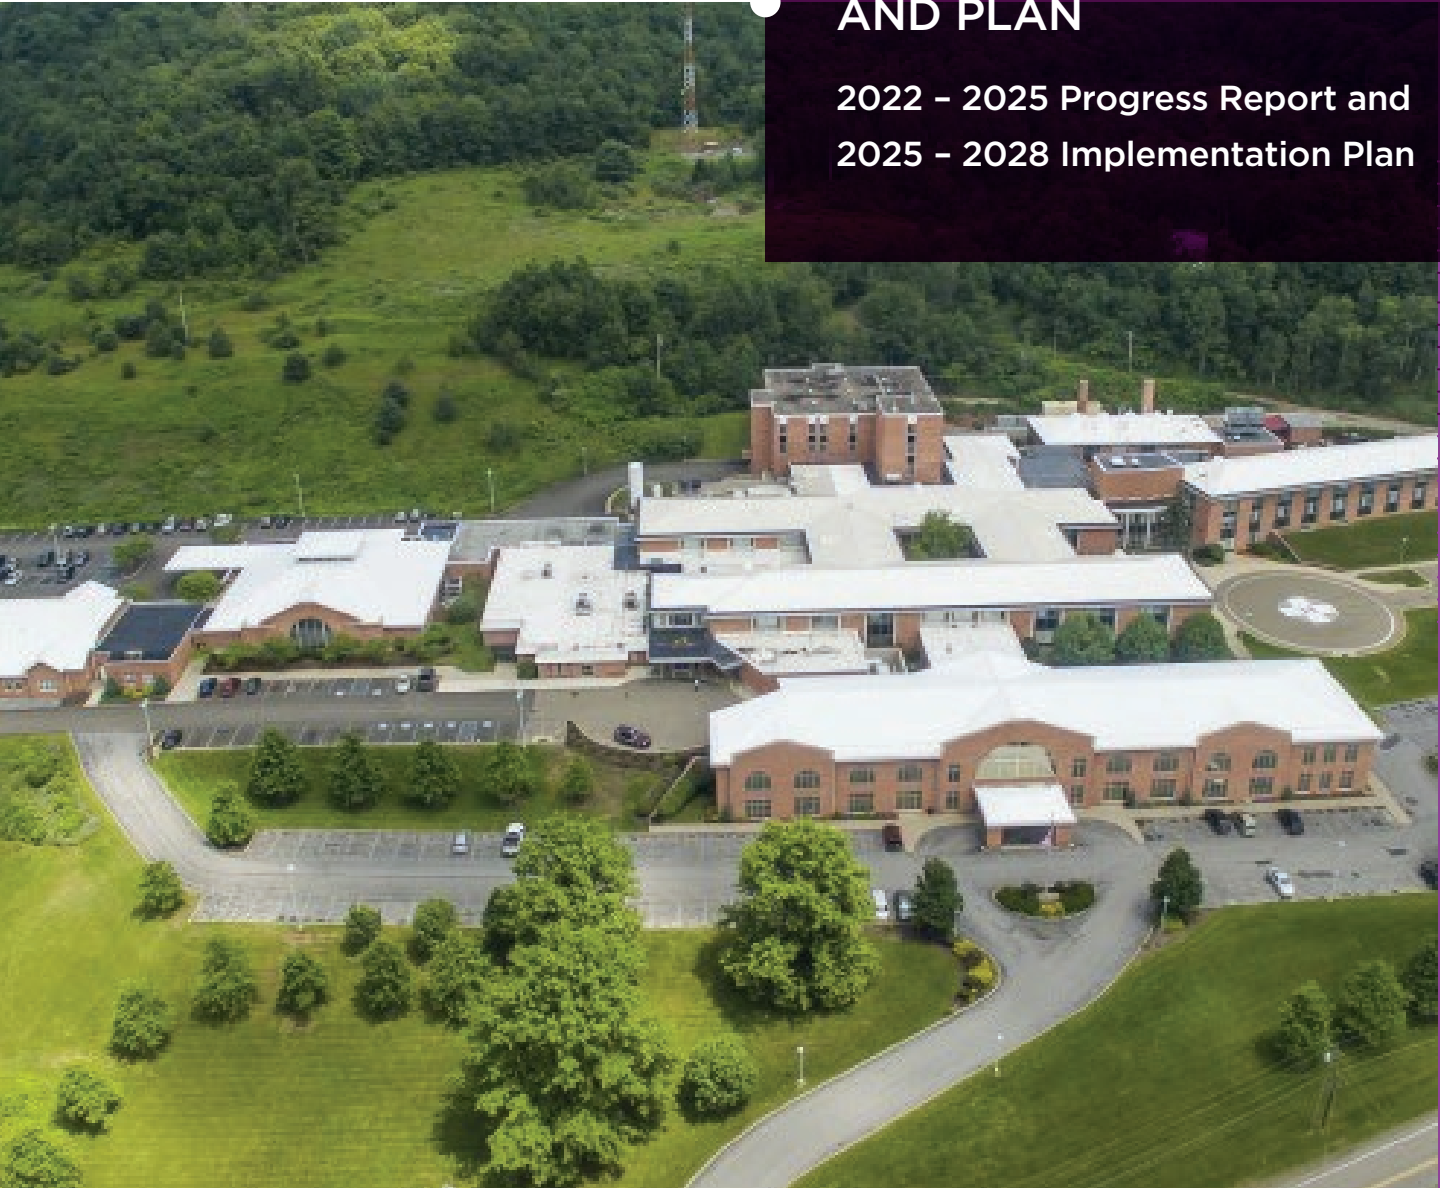 AND PLAN
2022 – 2025 Progress Report and
2025 – 2028 Implementation Plan